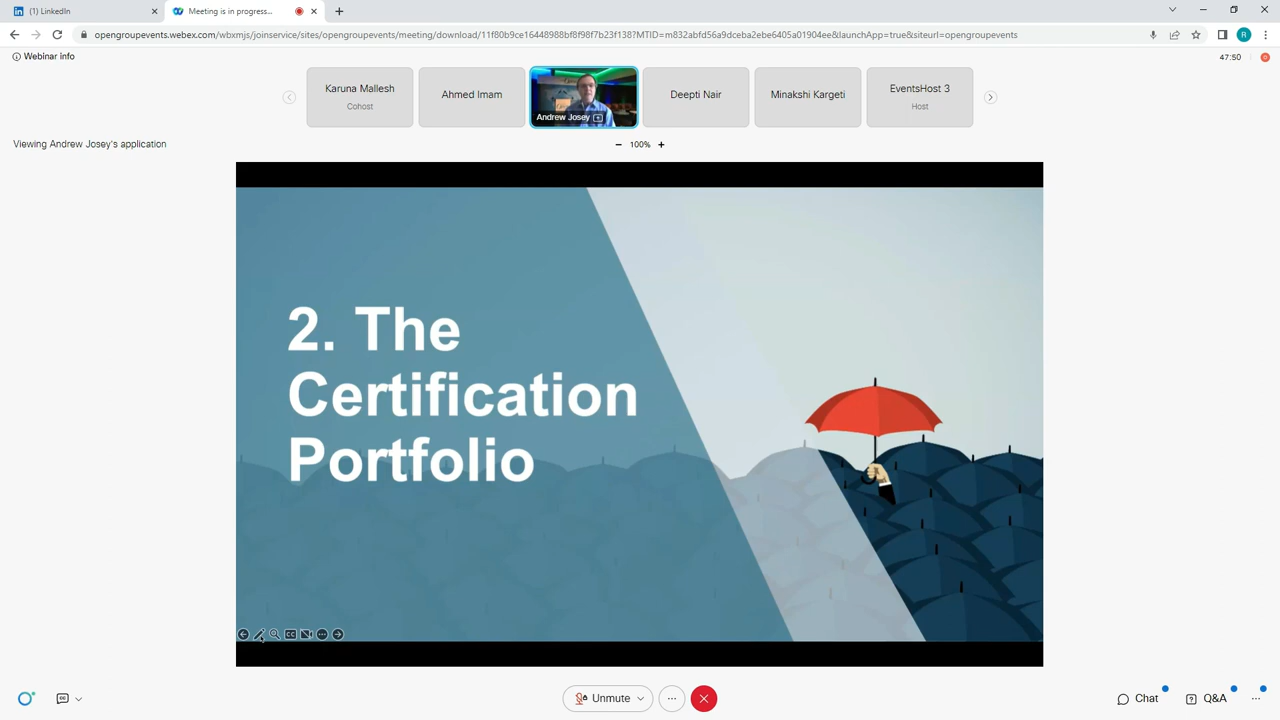 (1) LinkedIn
Meeting is in progress...
opengroupevents.webex.com/wbxmjs/joinservice/sites/opengroupevents/meeting/download/11f80b9ce16448988bf8f98f7b23f138?MTID=m832abfd56a9dceba2ebe6405a01904ee&launchApp=true&siteurl=opengroupevents
R
Webinar info
47:50
Karuna Mallesh
Cohost
Ahmed Imam
Andrew Josey
Deepti Nair
Minakshi Kargeti
EventsHost 3
Host
Viewing Andrew Josey's application
100%
2. The
Certification
Portfolio
CC
Unmute
Chat
Q&A